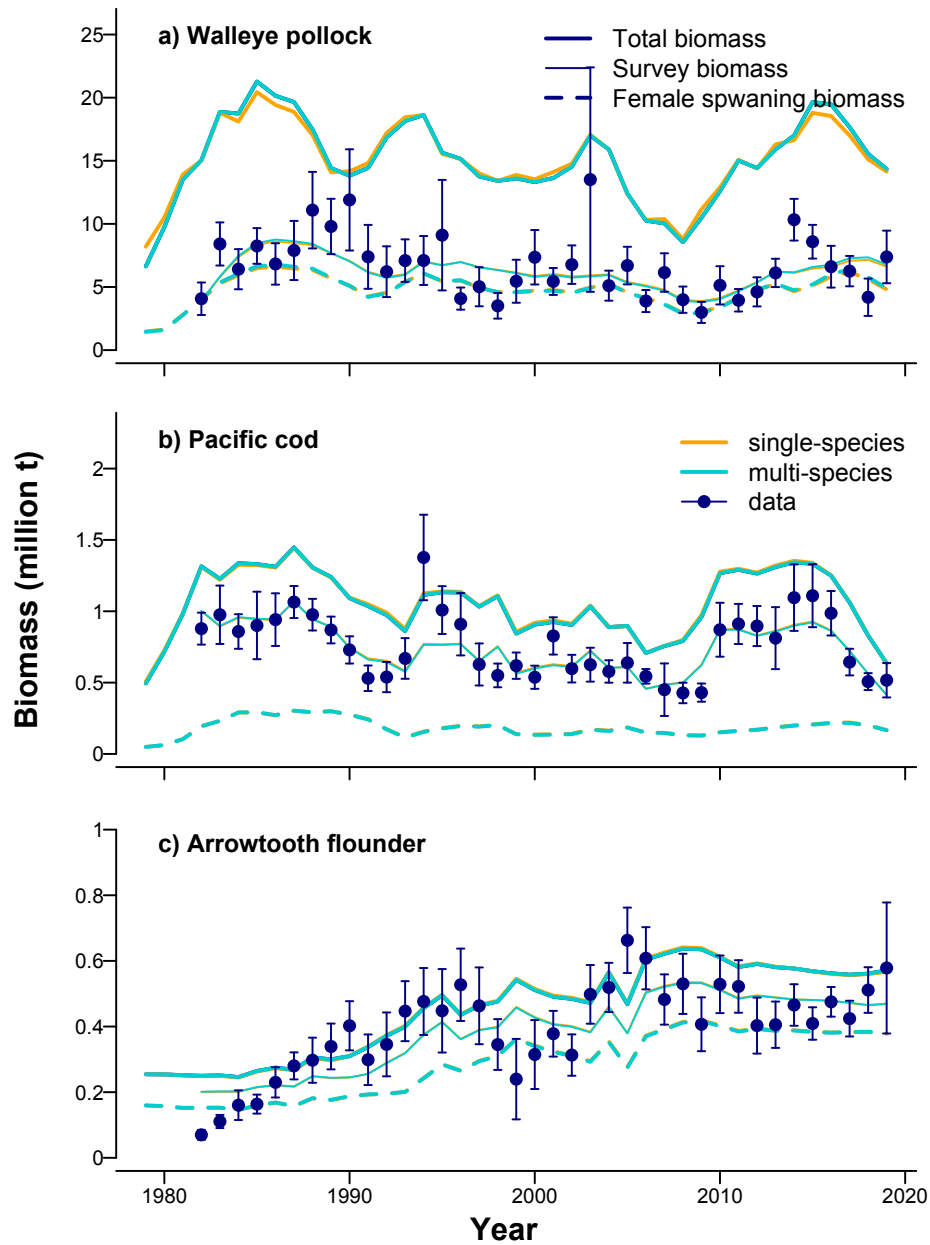 a) Walleye pollock
Total biomass
Survey biomass
Female spwaning biomass
25
20
15
10
5
0
b) Pacific cod
single-species
multi-species
data
2
1.5
1
0.5
0
Biomass (million t)
c) Arrowtooth flounder
1
0.8
0.6
0.4
0.2
0
1980 1990 2000 2010 2020
Year